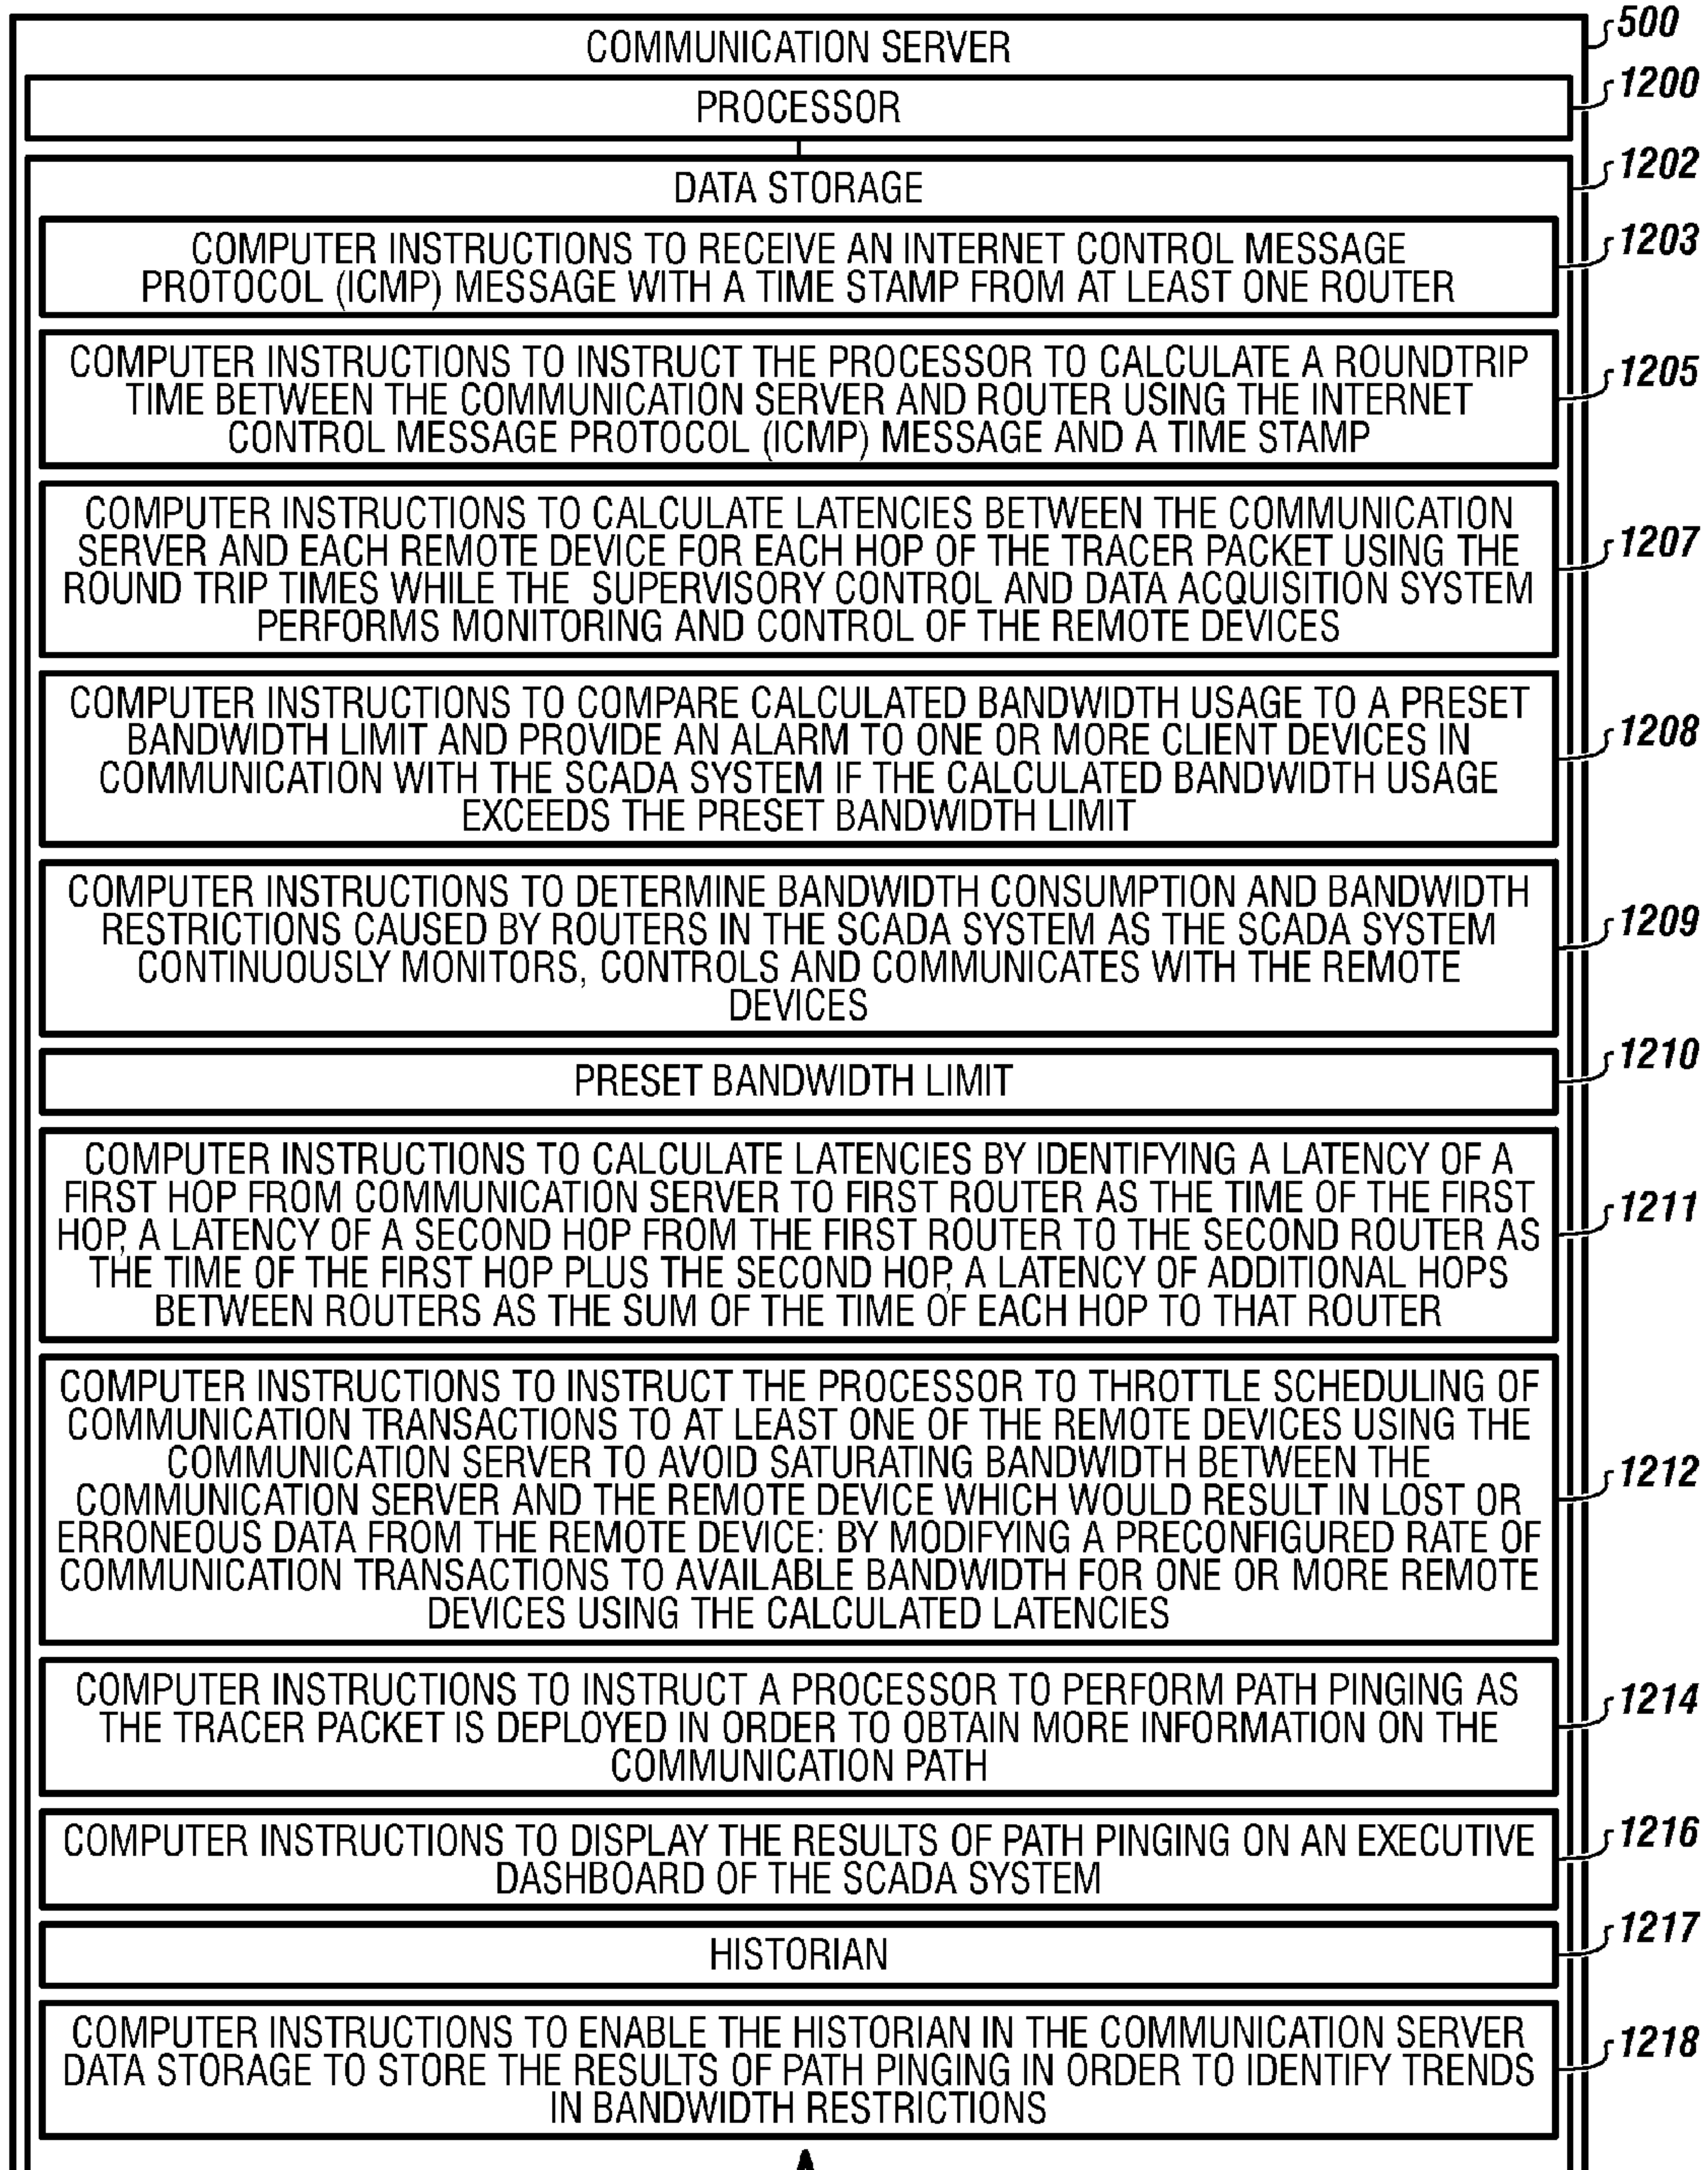 COMMUNICATION SERVER
500
PROCESSOR
1200
DATA STORAGE
1202
COMPUTER INSTRUCTIONS TO RECEIVE AN INTERNET CONTROL MESSAGE
PROTOCOL (ICMP) MESSAGE WITH A TIME STAMP FROM AT LEAST ONE ROUTER
1203
COMPUTER INSTRUCTIONS TO INSTRUCT THE PROCESSOR TO CALCULATE A ROUNDTRIP
TIME BETWEEN THE COMMUNICATION SERVER AND ROUTER USING THE INTERNET
CONTROL MESSAGE PROTOCOL (ICMP) MESSAGE AND A TIME STAMP
1205
COMPUTER INSTRUCTIONS TO CALCULATE LATENCIES BETWEEN THE COMMUNICATION
SERVER AND EACH REMOTE DEVICE FOR EACH HOP OF THE TRACER PACKET USING THE
ROUND TRIP TIMES WHILE THE SUPERVISORY CONTROL AND DATA ACQUISITION SYSTEM
PERFORMS MONITORING AND CONTROL OF THE REMOTE DEVICES
1207
COMPUTER INSTRUCTIONS TO COMPARE CALCULATED BANDWIDTH USAGE TO A PRESET
BANDWIDTH LIMIT AND PROVIDE AN ALARM TO ONE OR MORE CLIENT DEVICES IN
COMMUNICATION WITH THE SCADA SYSTEM IF THE CALCULATED BANDWIDTH USAGE
EXCEEDS THE PRESET BANDWIDTH LIMIT
1208
COMPUTER INSTRUCTIONS TO DETERMINE BANDWIDTH CONSUMPTION AND BANDWIDTH
RESTRICTIONS CAUSED BY ROUTERS IN THE SCADA SYSTEM AS THE SCADA SYSTEM
CONTINUOUSLY MONITORS, CONTROLS AND COMMUNICATES WITH THE REMOTE
DEVICES
1209
PRESET BANDWIDTH LIMIT
1210
COMPUTER INSTRUCTIONS TO CALCULATE LATENCIES BY IDENTIFYING A LATENCY OF A
FIRST HOP FROM COMMUNICATION SERVER TO FIRST ROUTER AS THE TIME OF THE FIRST
HOP, A LATENCY OF A SECOND HOP FROM THE FIRST ROUTER TO THE SECOND ROUTER AS
THE TIME OF THE FIRST HOP PLUS THE SECOND HOP, A LATENCY OF ADDITIONAL HOPS
BETWEEN ROUTERS AS THE SUM OF THE TIME OF EACH HOP TO THAT ROUTER
1211
COMPUTER INSTRUCTIONS TO INSTRUCT THE PROCESSOR TO THROTTLE SCHEDULING OF
COMMUNICATION TRANSACTIONS TO AT LEAST ONE OF THE REMOTE DEVICES USING THE
COMMUNICATION SERVER TO AVOID SATURATING BANDWIDTH BETWEEN THE
COMMUNICATION SERVER AND THE REMOTE DEVICE WHICH WOULD RESULT IN LOST OR
ERRONEOUS DATA FROM THE REMOTE DEVICE: BY MODIFYING A PRECONFIGURED RATE OF
COMMUNICATION TRANSACTIONS TO AVAILABLE BANDWIDTH FOR ONE OR MORE REMOTE
DEVICES USING THE CALCULATED LATENCIES
1212
COMPUTER INSTRUCTIONS TO INSTRUCT A PROCESSOR TO PERFORM PATH PINGING AS
THE TRACER PACKET IS DEPLOYED IN ORDER TO OBTAIN MORE INFORMATION ON THE
COMMUNICATION PATH
1214
COMPUTER INSTRUCTIONS TO DISPLAY THE RESULTS OF PATH PINGING ON AN EXECUTIVE
DASHBOARD OF THE SCADA SYSTEM
1216
HISTORIAN
1217
COMPUTER INSTRUCTIONS TO ENABLE THE HISTORIAN IN THE COMMUNICATION SERVER
DATA STORAGE TO STORE THE RESULTS OF PATH PINGING IN ORDER TO IDENTIFY TRENDS
IN BANDWIDTH RESTRICTIONS
1218